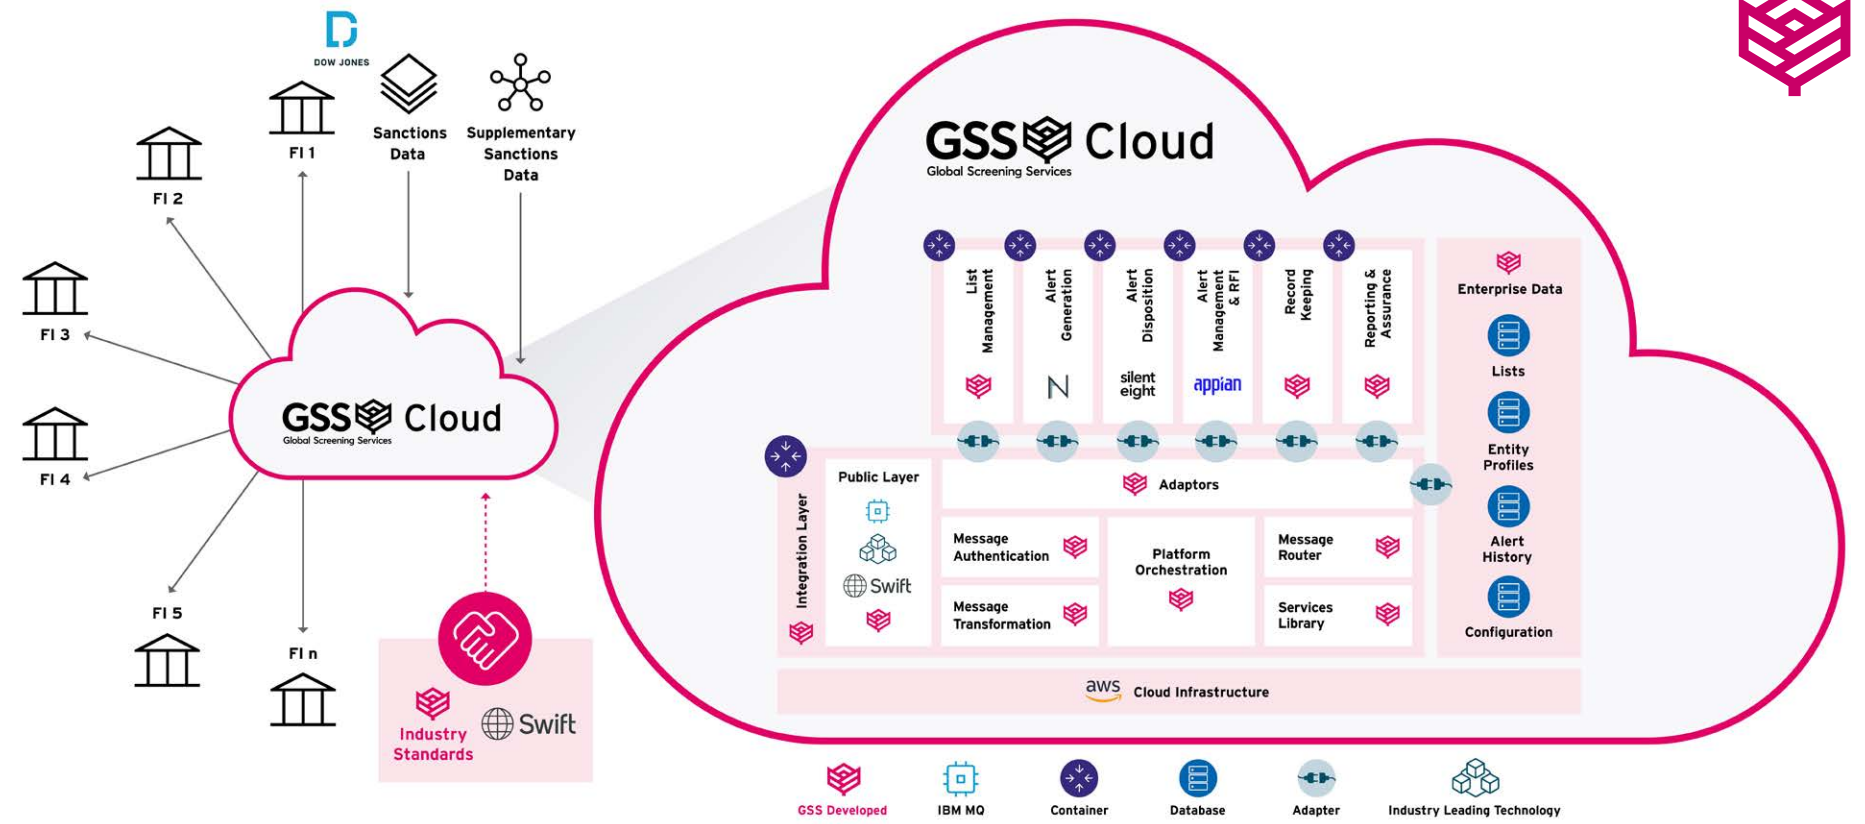 DOW JONES
FI 1
Sanctions
Data
Supplementary
Sanctions
Data
FI 2
FI 3
FI 4
FI 5
FI n
GSS Cloud
Global Screening Services
Industry
Standards
Swift
GSS Cloud
Global Screening Services
List
Management
Alert
Generation
N
Alert
Disposition
silent
eight
Alert
Management
& RFI
appian
Record
Keeping
Reporting &
Assurance
Enterprise Data
Lists
Entity
Profiles
Alert
History
Configuration
Integration Layer
Public Layer
Swift
Adaptors
Message
Authentication
Message
Transformation
Platform
Orchestration
Message
Router
Services
Library
aws Cloud Infrastructure
GSS Developed
IBM MQ
Container
Database
Adapter
Industry Leading Technology